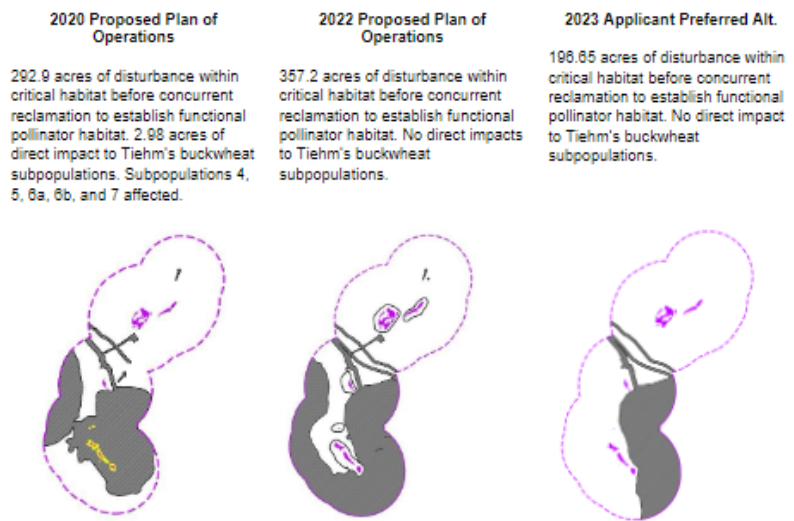 2020 Proposed Plan of
Operations
292.9 acres of disturbance within
critical habitat before concurrent
reclamation to establish functional
pollinator habitat. 2.98 acres of
direct impact to Tiehm's buckwheat
subpopulations. Subpopulations 4,
5, 6a, 6b, and 7 affected.
2022 Proposed Plan of
Operations
357.2 acres of disturbance within
critical habitat before concurrent
reclamation to establish functional
pollinator habitat. No direct impacts
to Tiehm's buckwheat
subpopulations.
2023 Applicant Preferred Alt.
196.65 acres of disturbance within
critical habitat before concurrent
reclamation to establish functional
pollinator habitat. No direct impact
to Tiehm's buckwheat
subpopulations.